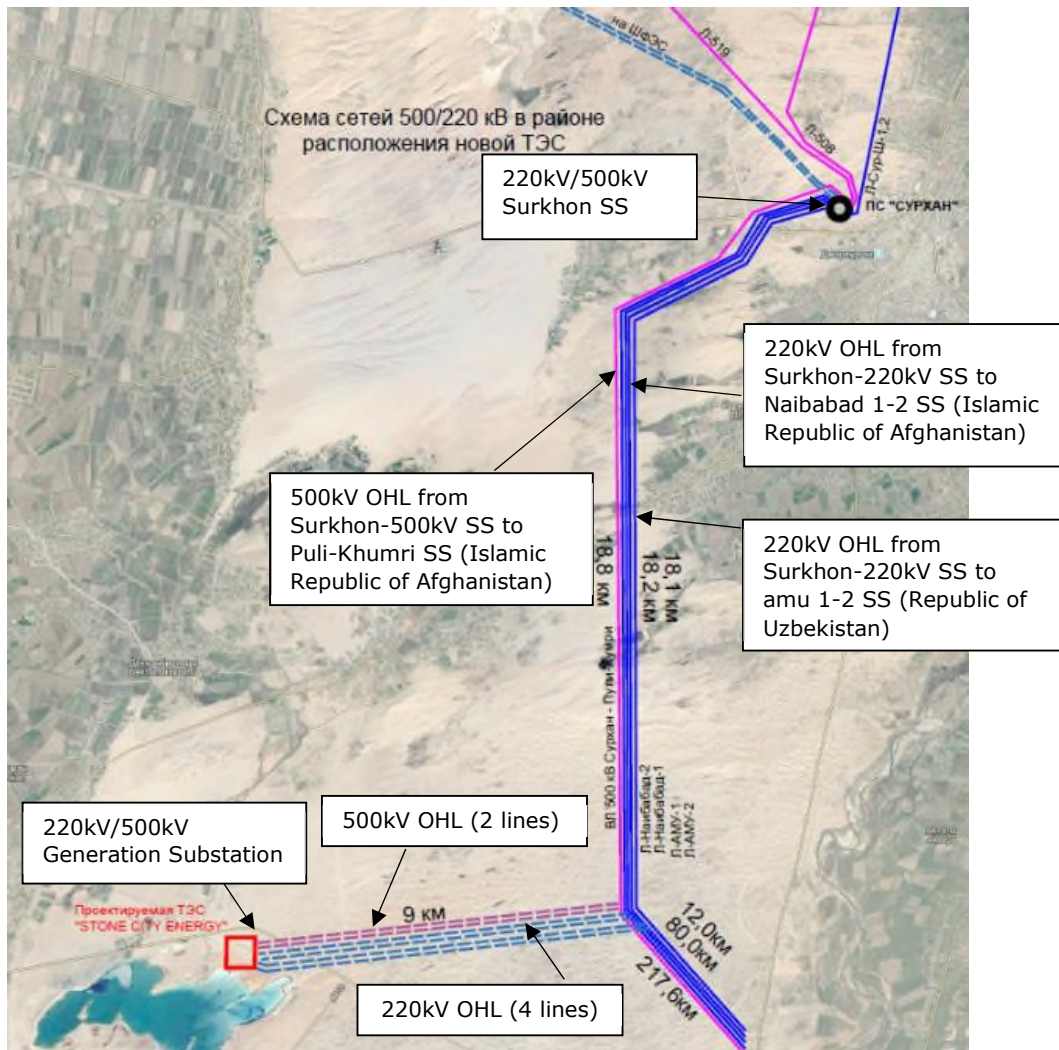 на ШФЭС
Л-519
Л-508
Л-Сур-Ш-1,2
Схема сетей 500/220 кВ в районе
расположения новой ТЭС
220kV/500kV
Surkhon SS
ПС "СУРХАН"
220kV OHL from
Surkhon-220kV SS to
Naibabad 1-2 SS (Islamic
Republic of Afghanistan)
500kV OHL from
Surkhon-500kV SS to
Puli-Khumri SS (Islamic
Republic of Afghanistan)
220kV OHL from
Surkhon-220kV SS to
amu 1-2 SS (Republic of
Uzbekistan)
18,8 км
18,2 км
18,1 км
ВЛ 500 кВ Сурхан - Пули-Хумри
Л-Наибабад-2
Л-Наибабад-1
Л-АМУ-1
Л-АМУ-2
220kV/500kV
Generation Substation
500kV OHL (2 lines)
Проектируемая ТЭС
"STONE CITY ENERGY"
9 км
12,0км
80,0км
217,6км
220kV OHL (4 lines)